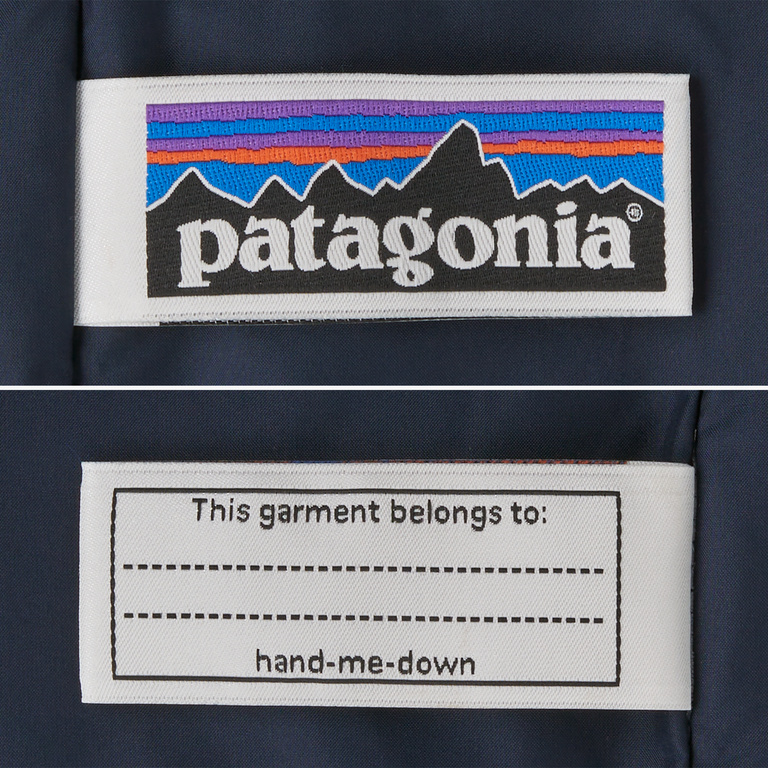 patagonia®
This garment belongs to:
hand-me-down